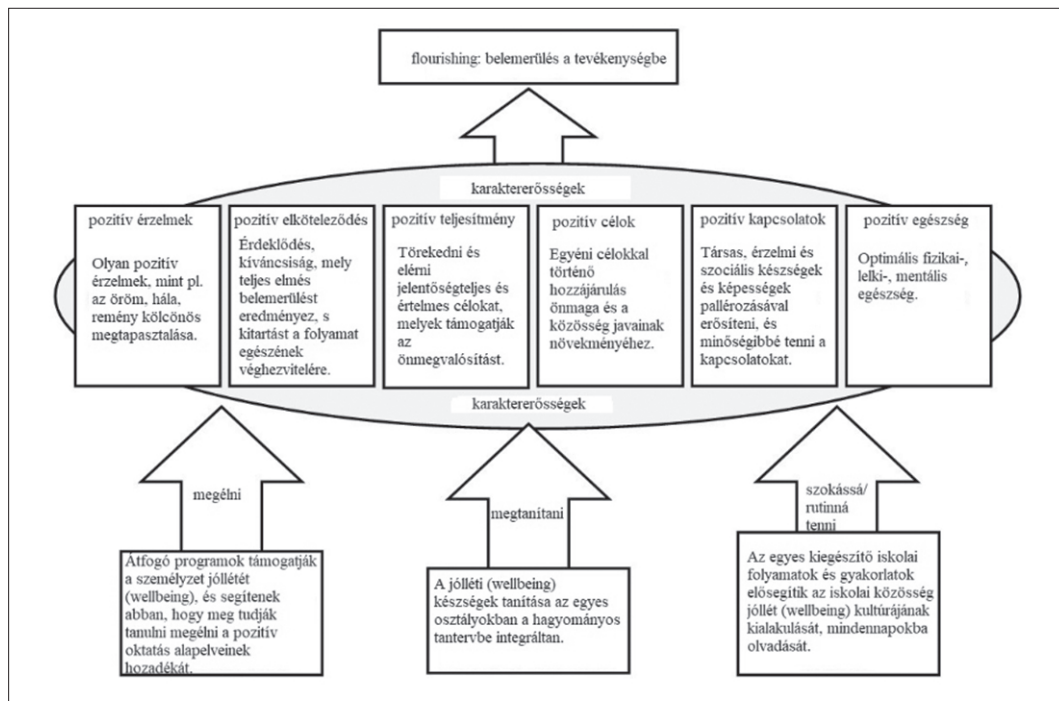 flourishing: belemerülés a tevékenységbe
karaktererősségek
pozitív érzelmek
Olyan pozitív
érzelmek, mint pl.
az öröm, hála,
remény kölcsönös
megtapasztalása.
pozitív elköteleződés
Érdeklődés,
kíváncsiság, mely
teljes elmés
belemerülést
eredményez, s
kitartást a folyamat
egészének
véghezvitelére.
pozitív teljesítmény
Törekedni és
elérni
jelentőségteljes és
értelmes célokat,
melyek támogatják
az
önmegvalósítást.
pozitív célok
Egyéni célokkal
történő
hozzájárulás
önmaga és a
közösség javainak
növekményéhez.
pozitív kapcsolatok
Társas, érzelmi és
szociális készségek
és képességek
pallérozásával
erősíteni, és
minőségibbé tenni a
kapcsolatokat.
pozitív egészség
Optimális fizikai-,
lelki-, mentális
egészség.
karaktererősségek
megélni
Átfogó programok támogatják
a személyzet jóllétét
(wellbeing), és segítenek
abban, hogy meg tudják
tanulni megélni a pozitív
oktatás alapelveinek
hozadékát.
megtanítani
A jólléti (wellbeing)
készségek tanítása az egyes
osztályokban a hagyományos
tantervbe integráltan.
szokássá/
rutinná
tenni
Az egyes kiegészítő iskolai
folyamatok és gyakorlatok
elősegítik az iskolai közösség
jóllét (wellbeing) kultúrájának
kialakulását, mindennapokba
olvadását.